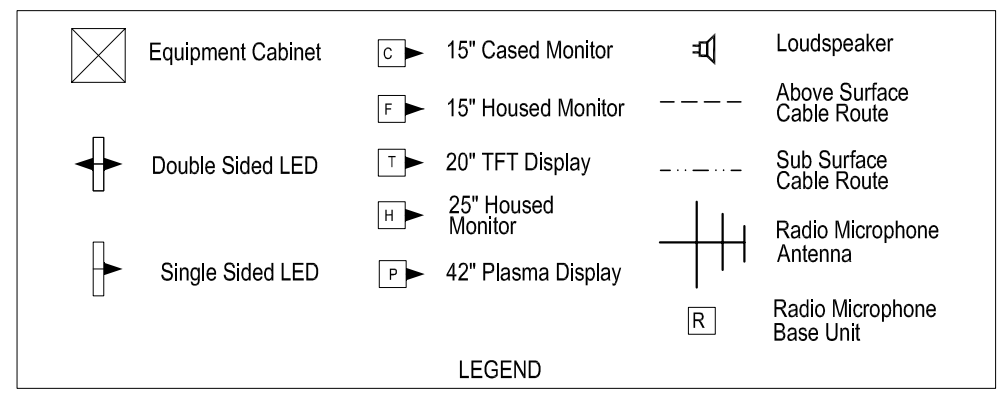 Equipment Cabinet
Double Sided LED
Single Sided LED
C
15" Cased Monitor
F
15" Housed Monitor
T
20" TFT Display
H
25" Housed
Monitor
P
42" Plasma Display
Loudspeaker
Above Surface
Cable Route
Sub Surface
Cable Route
Radio Microphone
Antenna
R
Radio Microphone
Base Unit
LEGEND